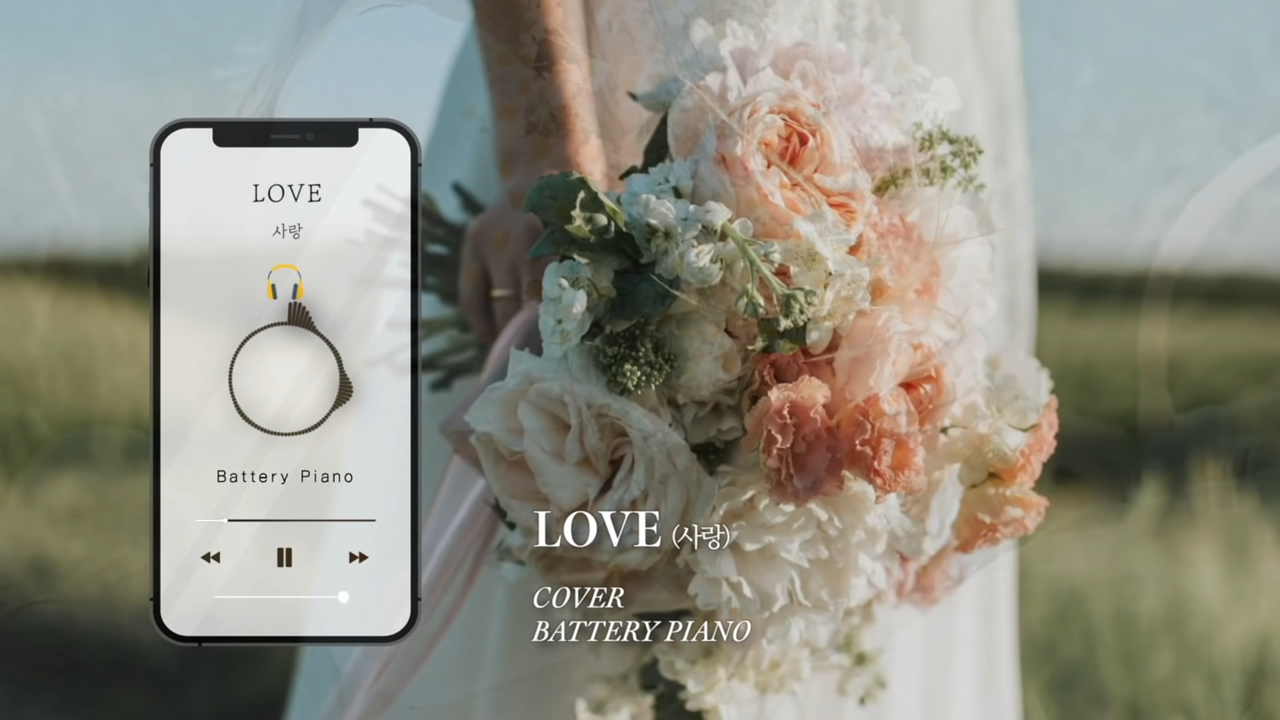 LOVE
사랑
Battery Piano
LOVE (사랑)
COVER
BATTERY PIANO